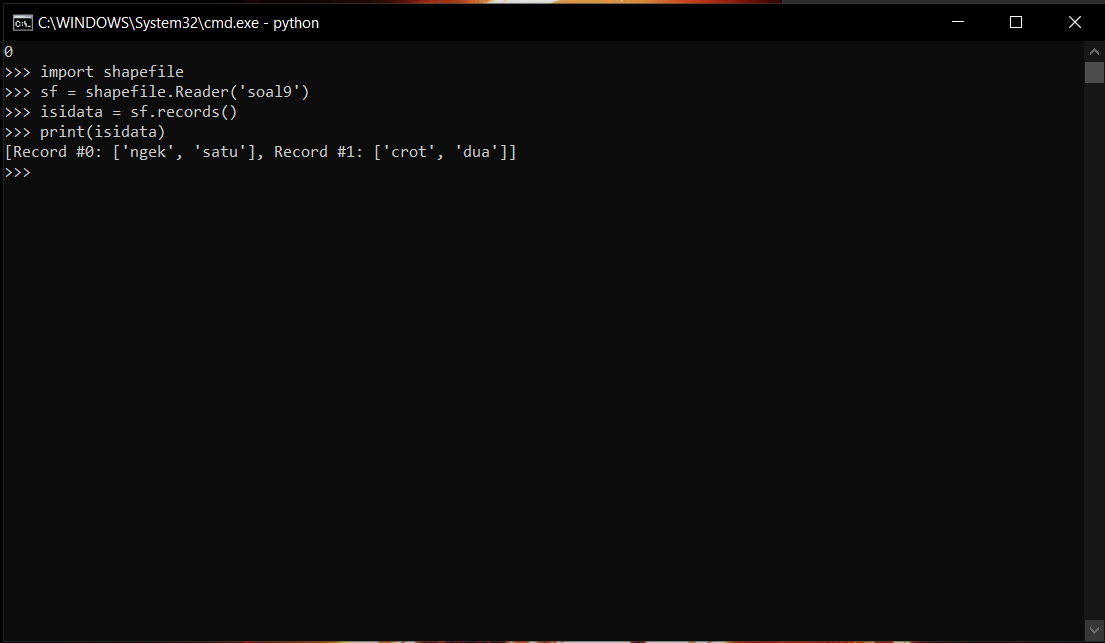 C:\WINDOWS\System32\cmd.exe - python
0
>>> import shapefile
>>> sf = shapefile.Reader('soal9')
>>> isidata = sf.records()
>>> print(isidata)
[Record #0: ['ngek', 'satu'], Record #1: ['crot', 'dua']]
>>>